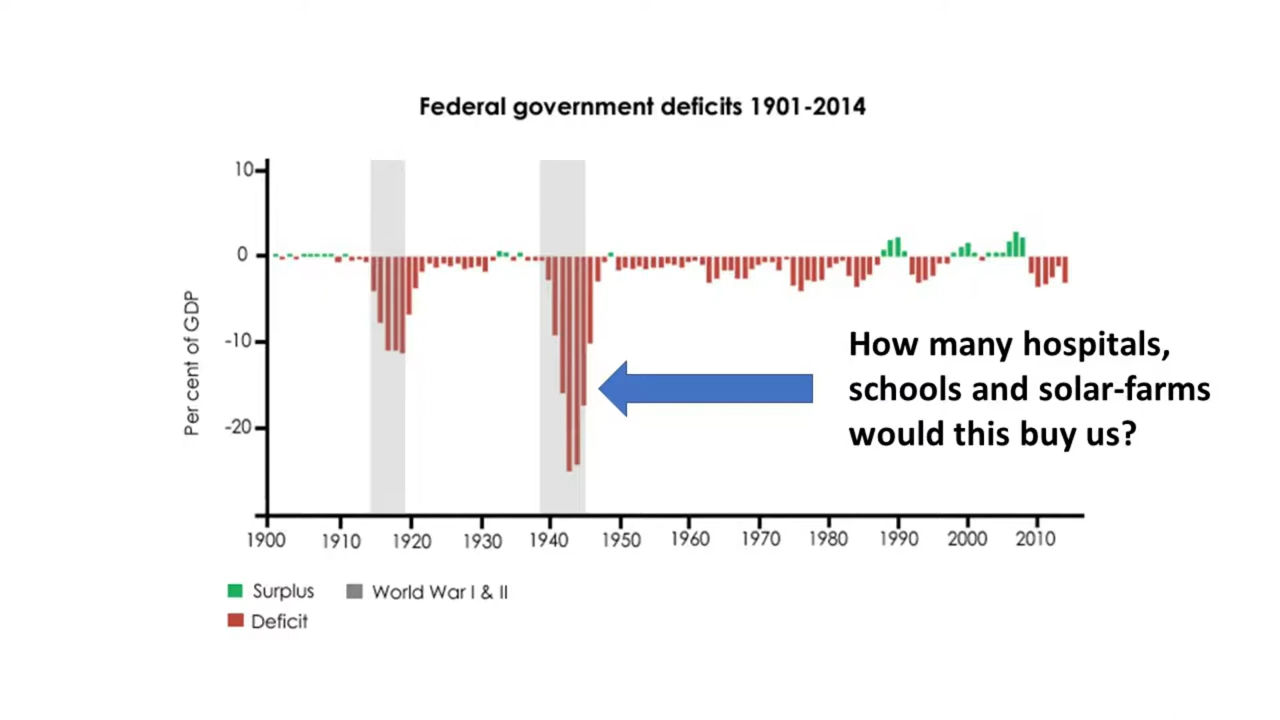 Federal government deficits 1901-2014
Per cent of GDP
10
0
-10
-20
How many hospitals,
schools and solar-farms
would this buy us?
1900 1910 1920 1930 1940 1950 1960 1970 1980 1990 2000 2010
Surplus World War I & II
Deficit